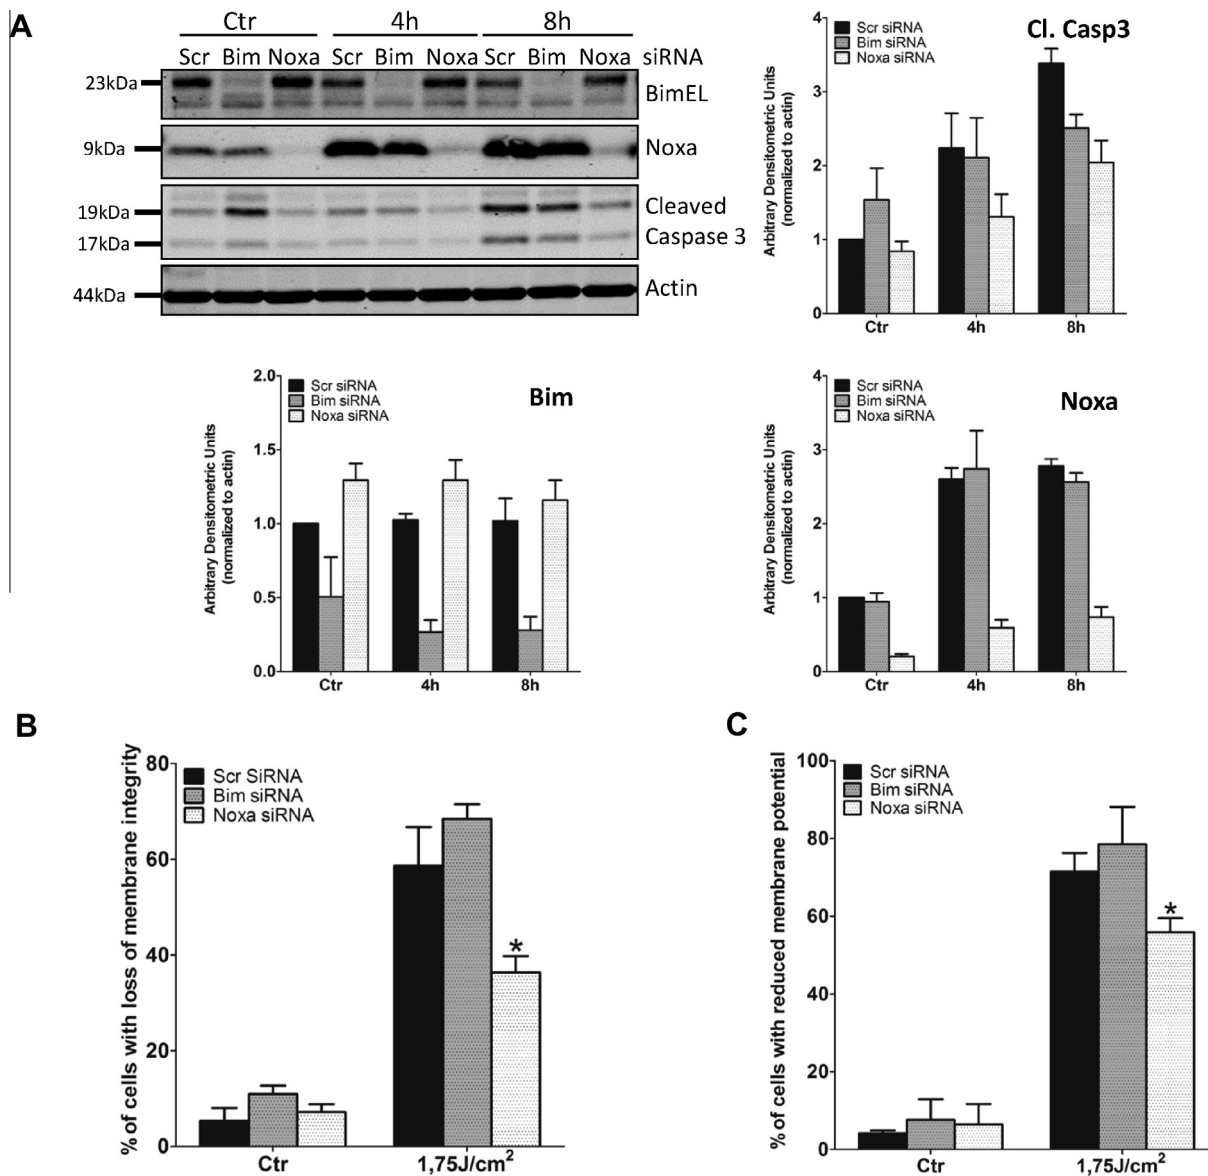 A
Ctr 4h 8h
Scr Bim Noxa Scr Bim Noxa Scr Bim Noxa siRNA
23kDa BimEL
9kDa Noxa
19kDa Cleaved
17kDa Caspase 3
44kDa Actin
Cl. Casp3
Scr siRNA
Bim siRNA
Noxa siRNA
Arbitrary Densitometric Units
(normalized to actin)
4
3
2
1
0
Ctr 4h 8h
Bim
Scr siRNA
Bim siRNA
Noxa siRNA
Arbitrary Densitometric Units
(normalized to actin)
2.0
1.5
1.0
0.5
0.0
Ctr 4h 8h
Noxa
Scr siRNA
Bim siRNA
Noxa siRNA
Arbitrary Densitometric Units
(normalized to actin)
4
3
2
1
0
Ctr 4h 8h
B
Scr SiRNA
Bim siRNA
Noxa siRNA
% of cells with loss of membrane integrity
80
60
40
20
0
*
Ctr 1,75J/cm²
C
Scr siRNA
Bim siRNA
Noxa siRNA
% of cells with reduced membrane potential
100
80
60
40
20
0
*
Ctr 1,75J/cm²